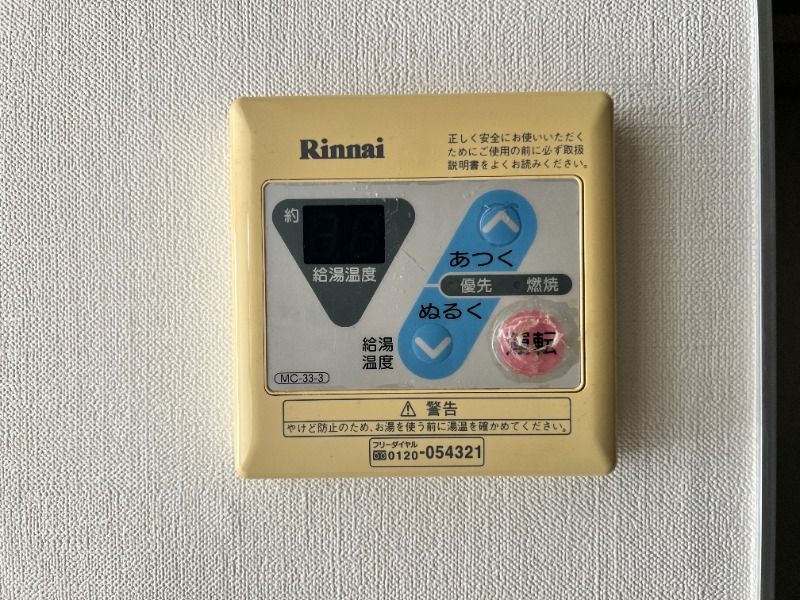 Rinnai
正しく安全にお使いいただく
ためにご使用の前に必ず取扱
説明書をよくお読みください。
約
給湯温度
あつく
優先 燃焼
ぬるく
給湯
温度
運転
MC-33-3
⚠ 警告
やけど防止のため、お湯を使う前に湯温を確かめてください。
フリーダイヤル
0120-054321